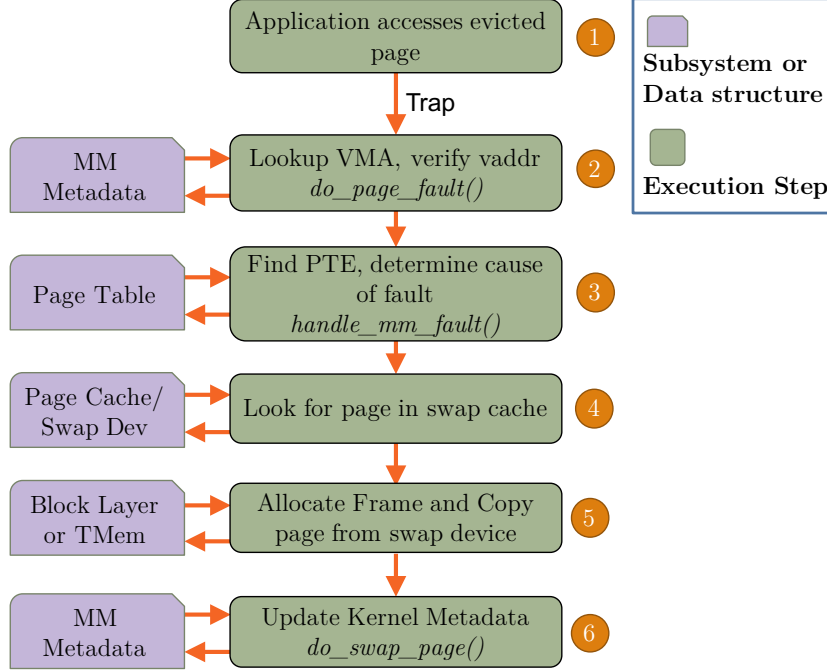 Application accesses evicted
page
1
Trap
MM
Metadata
Lookup VMA, verify vaddr
do_page_fault()
2
Page Table
Find PTE, determine cause
of fault
handle_mm_fault()
3
Page Cache/
Swap Dev
Look for page in swap cache
4
Block Layer
or TMem
Allocate Frame and Copy
page from swap device
5
MM
Metadata
Update Kernel Metadata
do_swap_page()
6
Subsystem or
Data structure
Execution Step